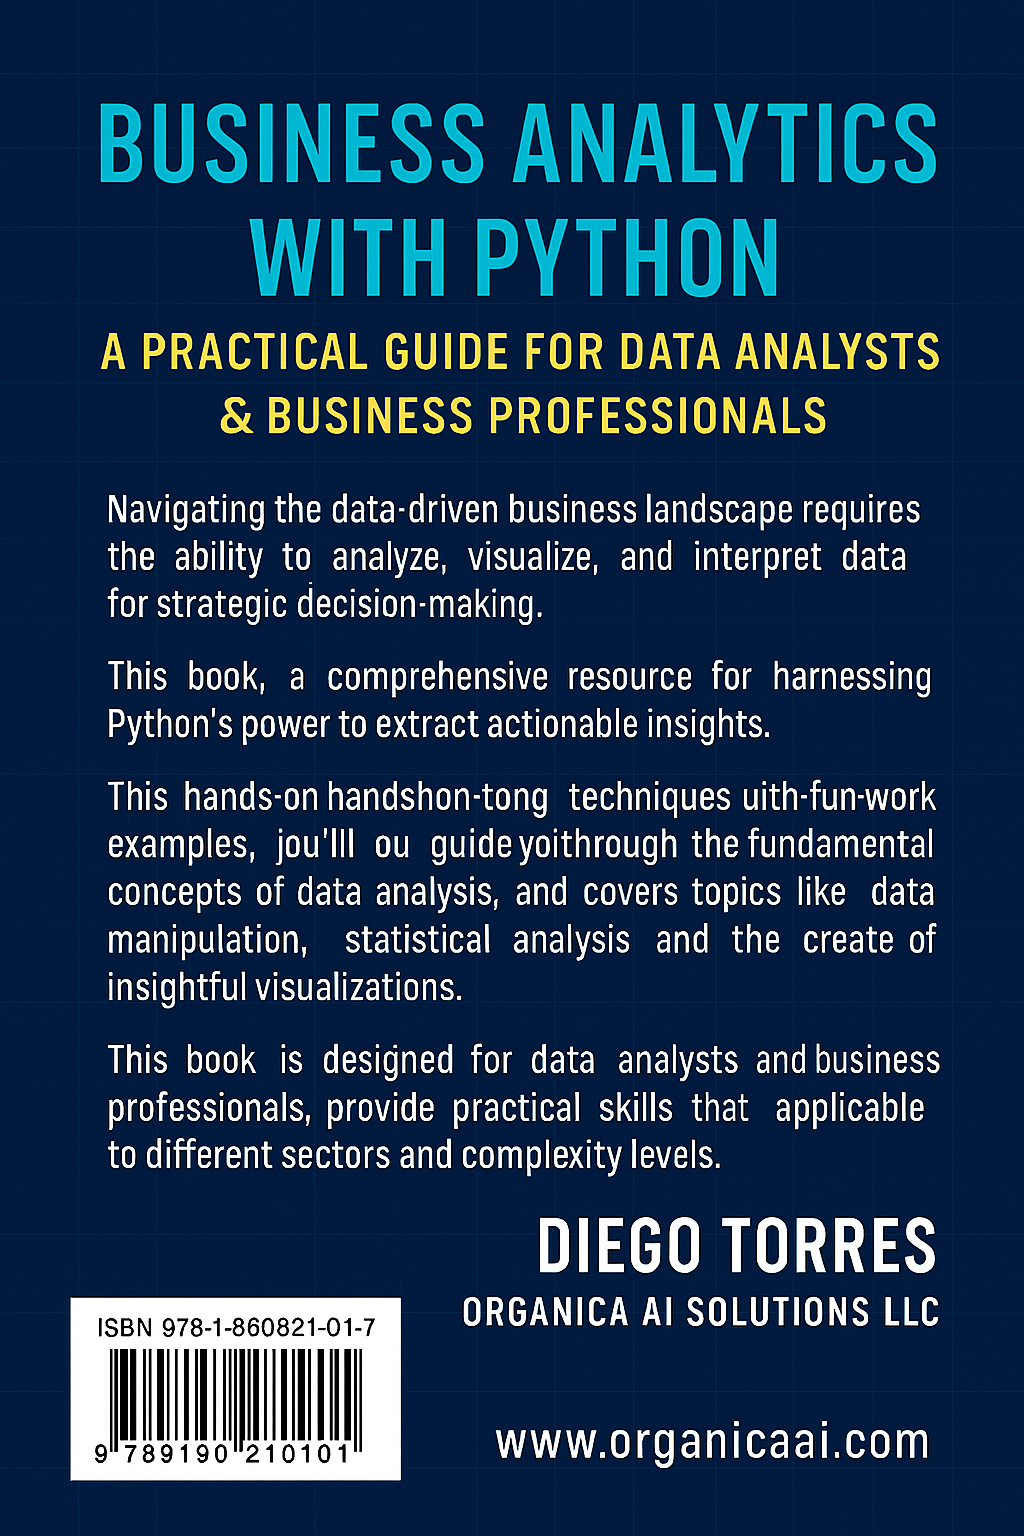 BUSINESS ANALYTICS
WITH PYTHON
A PRACTICAL GUIDE FOR DATA ANALYSTS
& BUSINESS PROFESSIONALS
Navigating the data-driven business landscape requires
the ability to analyze, visualize, and interpret data
for strategic decision-making.
This book, a comprehensive resource for harnessing
Python's power to extract actionable insights.
This hands-on handshon-tong techniques uith-fun-work
examples, jou'lll ou guide yoithrough the fundamental
concepts of data analysis, and covers topics like data
manipulation, statistical analysis and the create of
insightful visualizations.
This book is designed for data analysts and business
professionals, provide practical skills that applicable
to different sectors and complexity levels.
DIEGO TORRES
ORGANICA AI SOLUTIONS LLC
ISBN 978-1-860821-01-7
9 789190 210101
www.organicaai.com